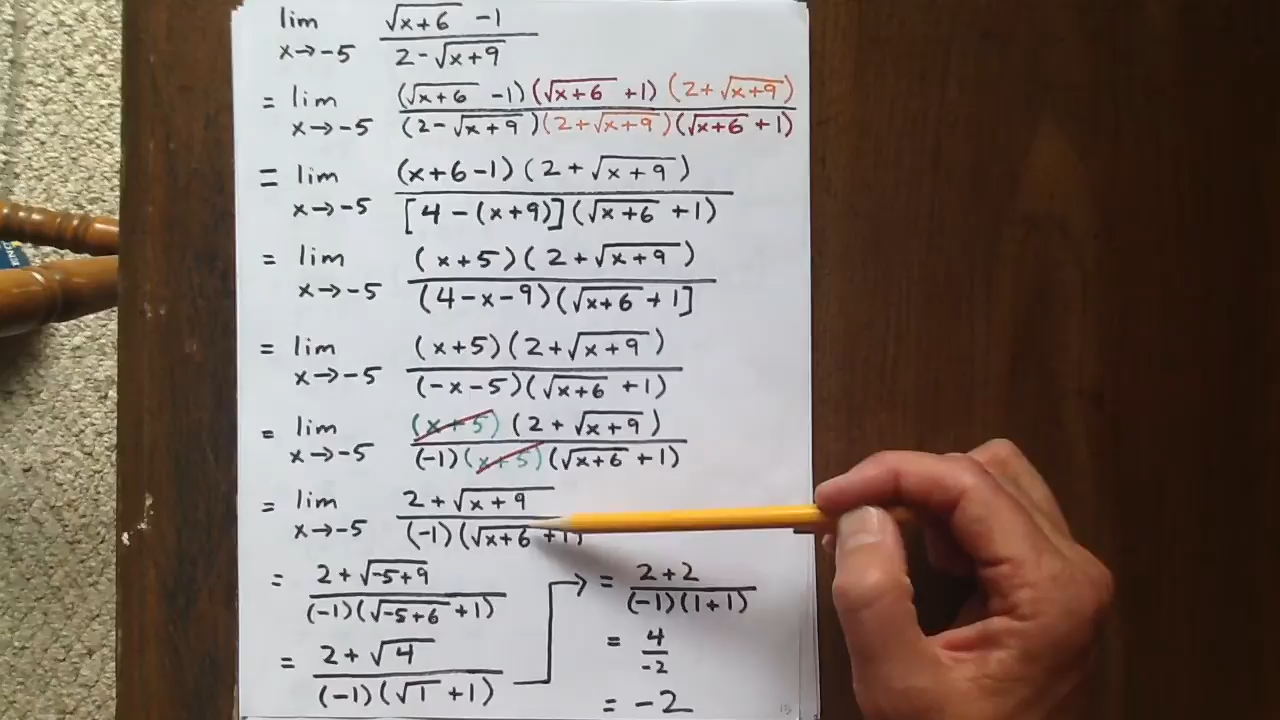 lim x→-5 (√(x+6) -1)/(2-√(x+9))
= lim x→-5 ((√(x+6) -1)(√(x+6) +1)(2+√(x+9)))/((2-√(x+9))(2+√(x+9))(√(x+6) +1))
= lim x→-5 ((x+6-1)(2+√(x+9)))/([4-(x+9)](√(x+6) +1))
= lim x→-5 ((x+5)(2+√(x+9)))/((4-x-9)(√(x+6) +1])
= lim x→-5 ((x+5)(2+√(x+9)))/((-x-5)(√(x+6) +1))
= lim x→-5 ((x+5)(2+√(x+9)))/((-1)(x+5)(√(x+6) +1))
= lim x→-5 (2+√(x+9))/((-1)(√(x+6) +1))
= (2+√(-5+9))/((-1)(√(-5+6) +1))
= (2+√4)/((-1)(√1 +1))
→ = (2+2)/((-1)(1+1))
= 4/-2
= -2